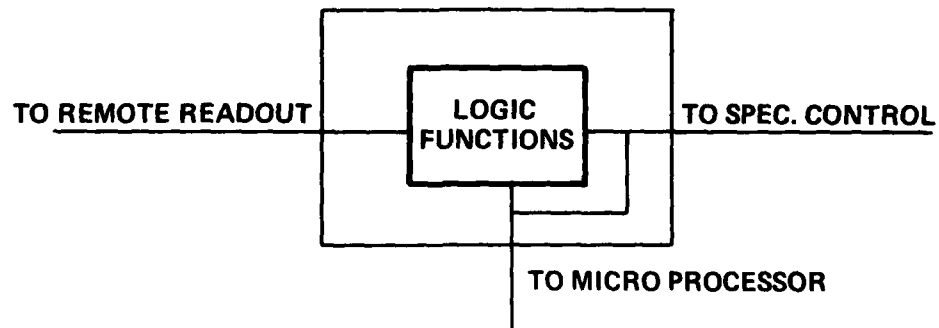 TO REMOTE READOUT
LOGIC
FUNCTIONS
TO SPEC. CONTROL
TO MICRO PROCESSOR